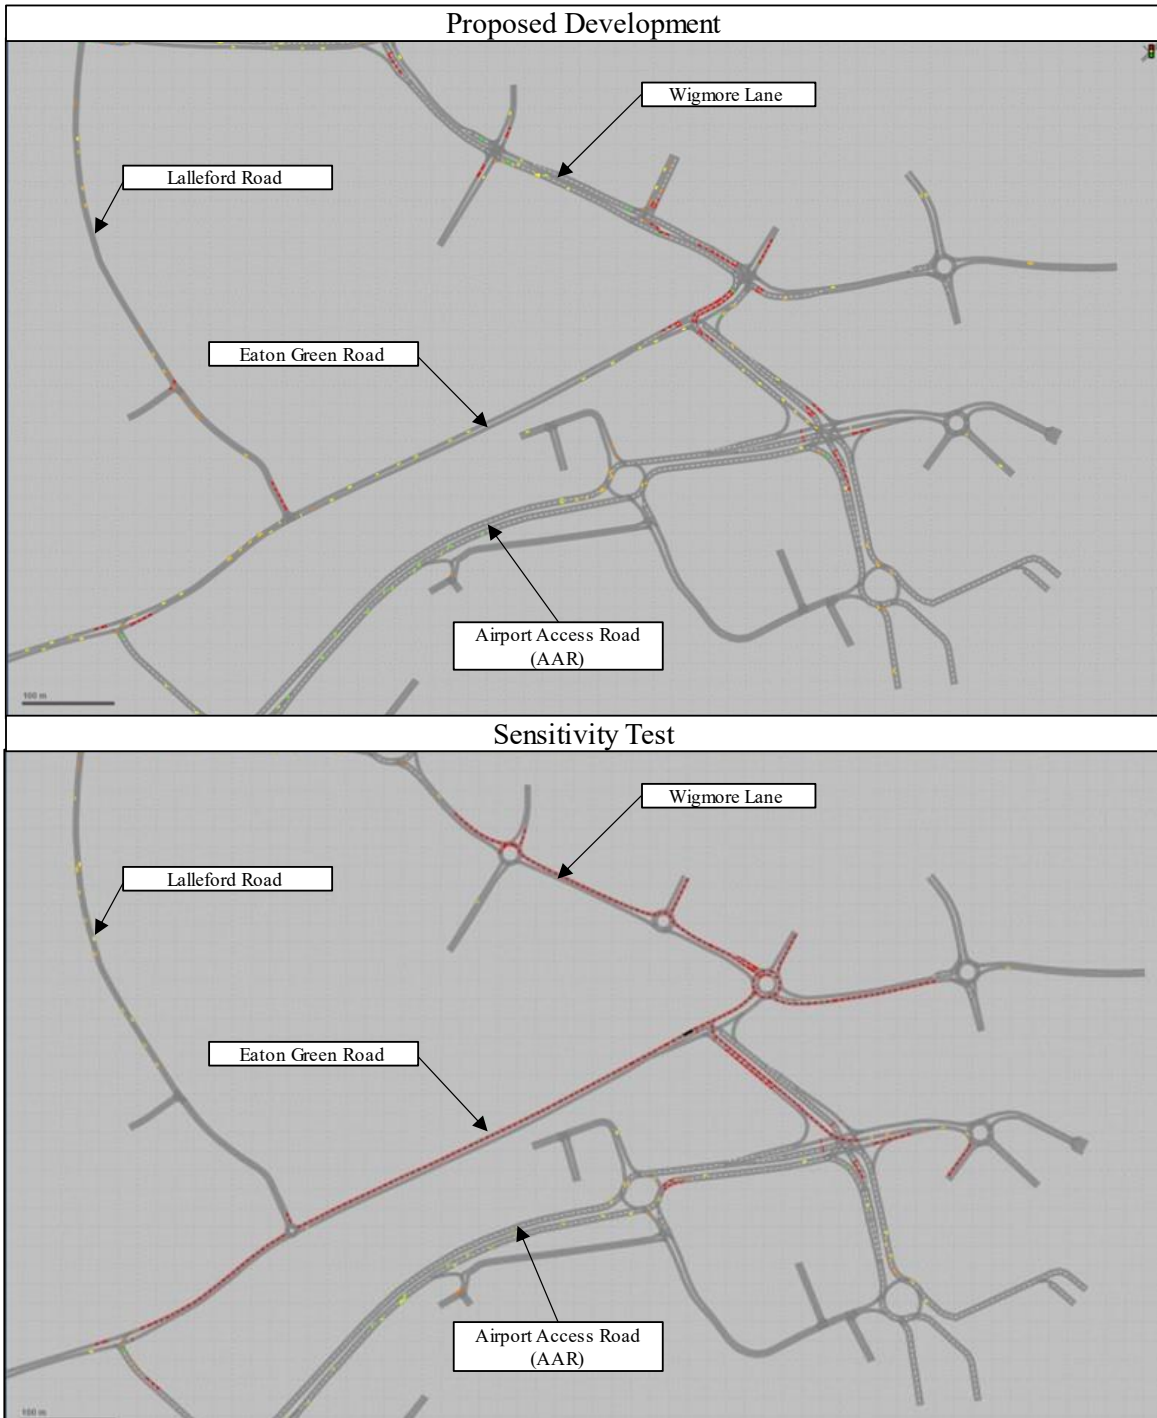 Proposed Development
Wigmore Lane
Lalleford Road
Eaton Green Road
Airport Access Road
(AAR)
100 m
Sensitivity Test
Wigmore Lane
Lalleford Road
Eaton Green Road
Airport Access Road
(AAR)
100 m